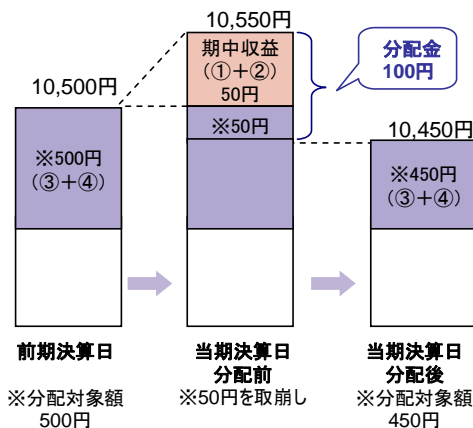 10,550円
期中収益
(①+②)
50円
分配金
100円
10,500円
※50円
10,450円
※500円
(③+④)
※450円
(③+④)
前期決算日
当期決算日
分配前
当期決算日
分配後
※分配対象額
500円
※50円を取崩し
※分配対象額
450円